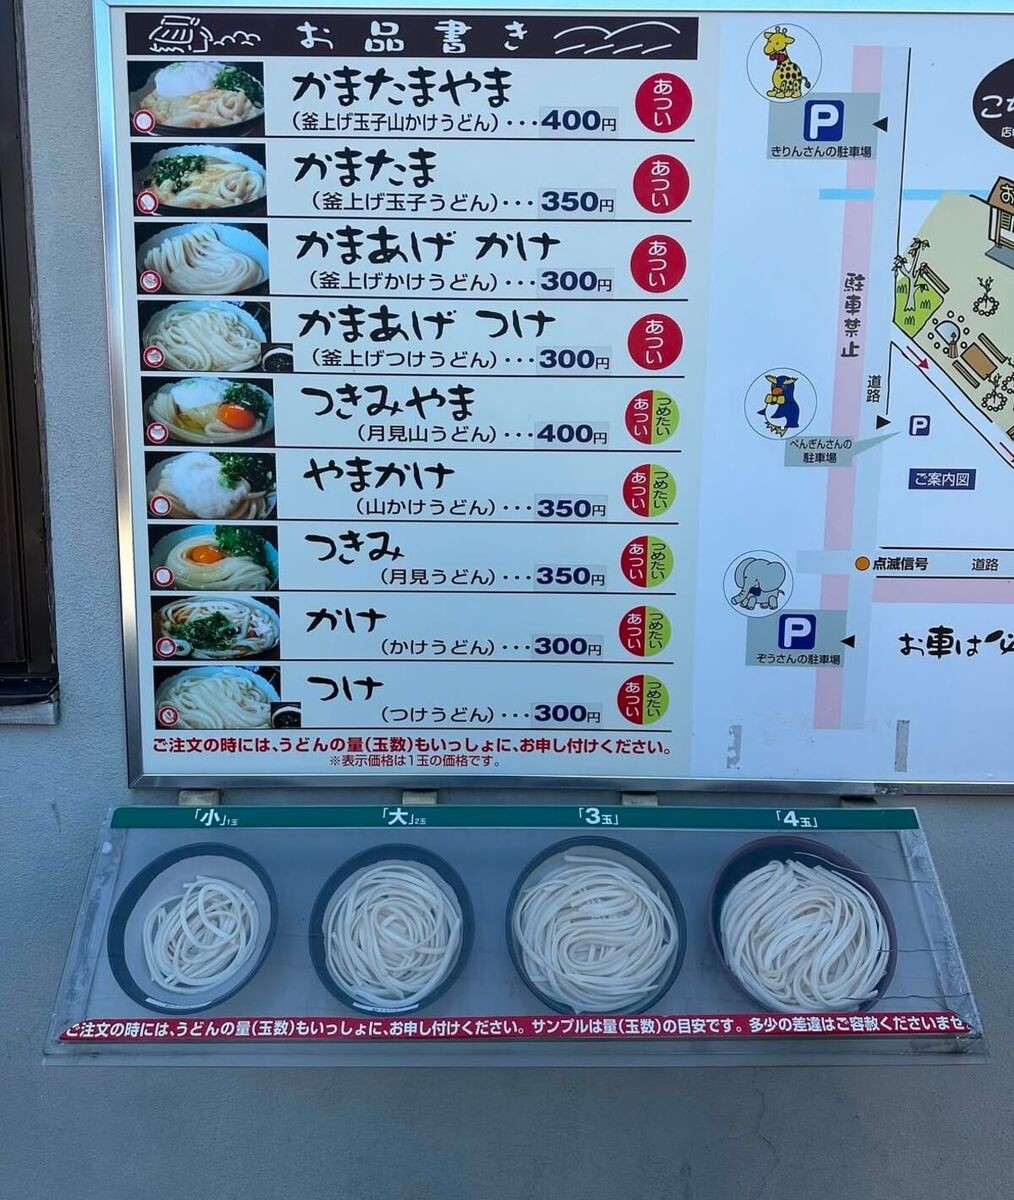 お品書き
かまたまやま
(釜上げ玉子山かけうどん)・・・400円
あつい
かまたま
(釜上げ玉子うどん)・・・350円
あつい
かまあげ かけ
(釜上げかけうどん)・・・300円
あつい
かまあげ つけ
(釜上げつけうどん)・・・300円
あつい
つきみやま
(月見山うどん)・・・400円
あつい つめたい
やまかけ
(山かけうどん)・・・350円
あつい つめたい
つきみ
(月見うどん)・・・350円
あつい つめたい
かけ
(かけうどん)・・・300円
あつい つめたい
つけ
(つけうどん)・・・300円
あつい つめたい
ご注文の時には、うどんの量(玉数)もいっしょに、お申し付けください。
※表示価格は1玉の価格です。
P
きりんさんの駐車場
駐車禁止
道路
P
ぺんぎんさんの
駐車場
ご案内図
点滅信号
道路
P
ぞうさんの駐車場
お車は
「小」1玉
「大」2玉
「3玉」
「4玉」
ご注文の時には、うどんの量(玉数)もいっしょに、お申し付けください。サンプルは量(玉数)の目安です。多少の差違はご容赦くださいませ。